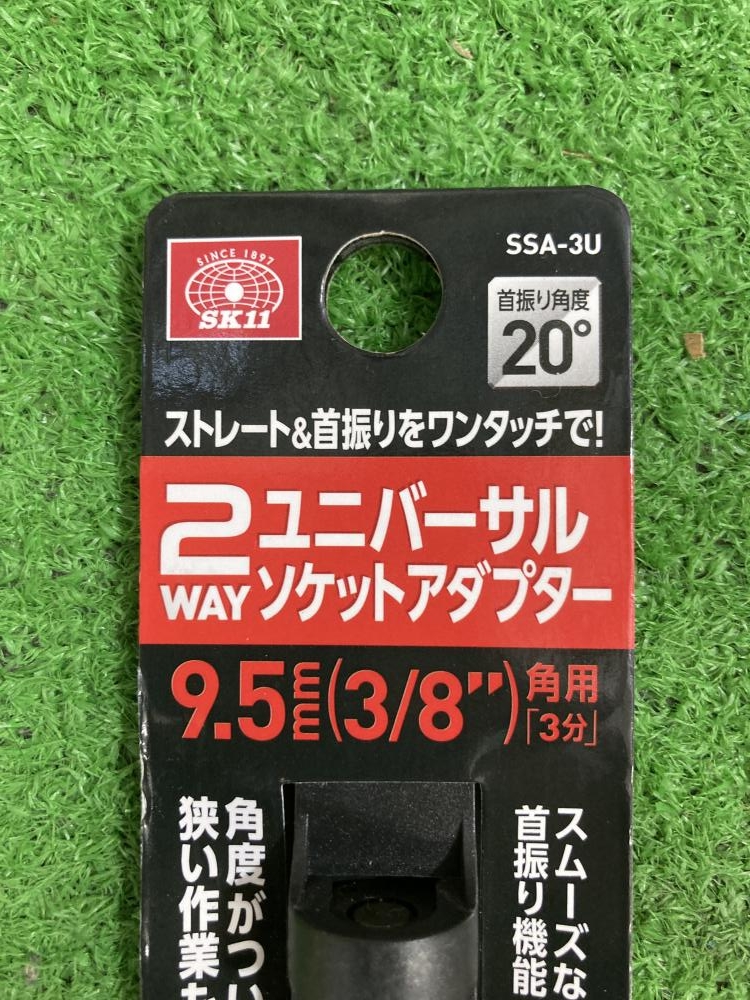 SINCE 1897
SK11
SSA-3U
首振り角度
20°
ストレート&首振りをワンタッチで!
2
WAY
ユニバーサル
ソケットアダプター
9.5mm(3/8")角用
「3分」
角度がつい
狭い作業も
スムーズな
首振り機能